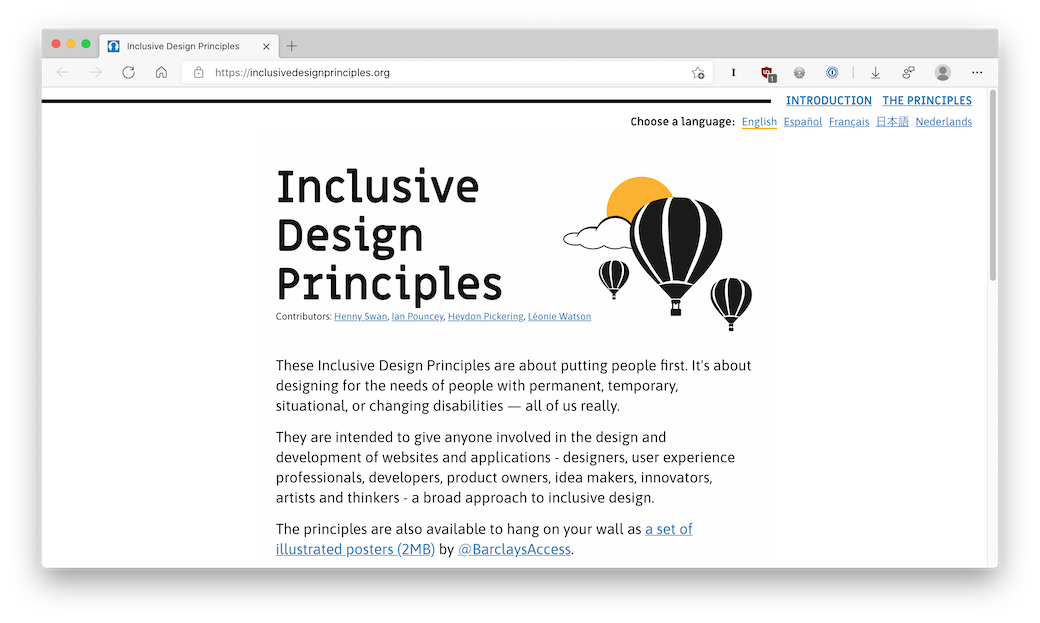 Inclusive Design Principles
https://inclusivedesignprinciples.org
1
INTRODUCTION THE PRINCIPLES
Choose a language: English Español Français 日本語 Nederlands
Inclusive
Design
Principles
Contributors: Henny Swan, Ian Pouncey, Heydon Pickering, Léonie Watson
These Inclusive Design Principles are about putting people first. It's about
designing for the needs of people with permanent, temporary,
situational, or changing disabilities — all of us really.
They are intended to give anyone involved in the design and
development of websites and applications - designers, user experience
professionals, developers, product owners, idea makers, innovators,
artists and thinkers - a broad approach to inclusive design.
The principles are also available to hang on your wall as a set of
illustrated posters (2MB) by @BarclaysAccess.